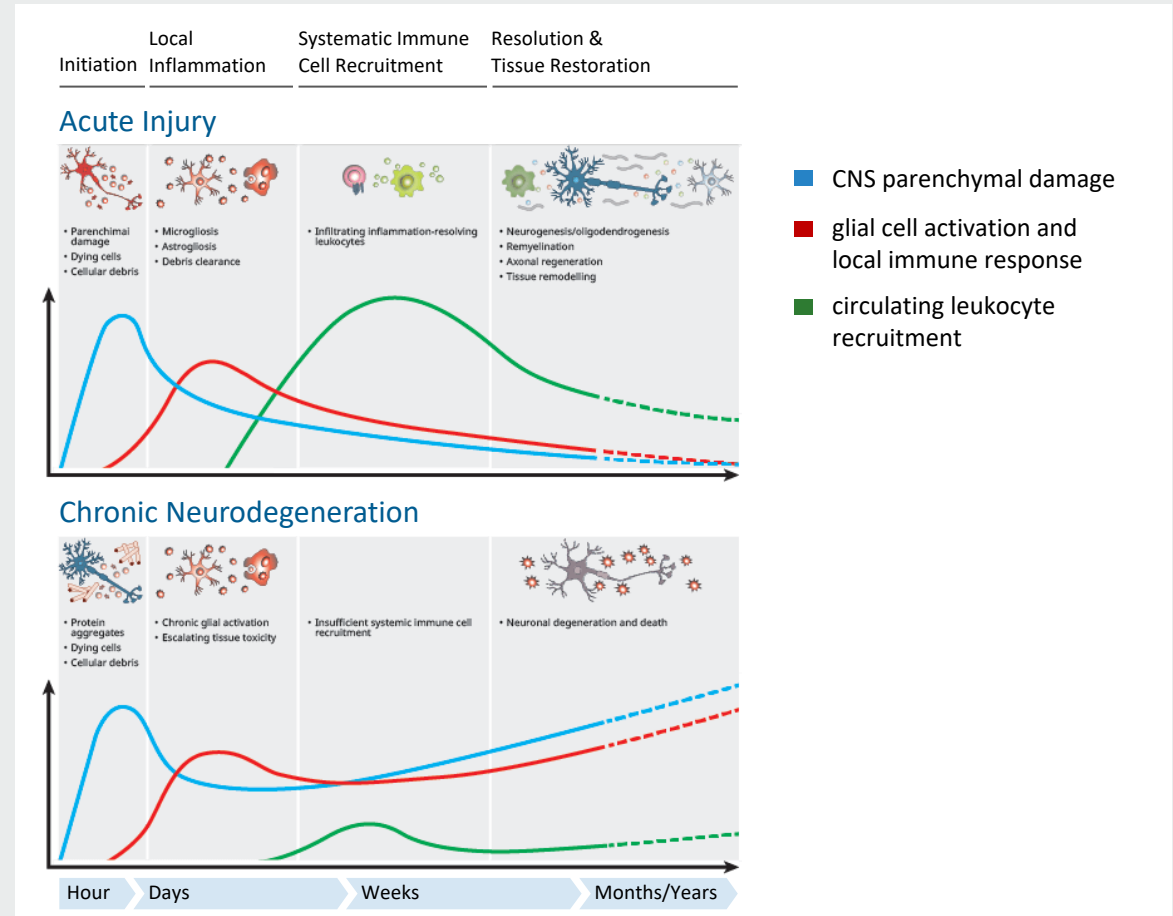 Initiation
Local
Inflammation
Systematic Immune
Cell Recruitment
Resolution &
Tissue Restoration
Acute Injury
• Parenchimal
damage
• Dying cells
• Cellular debris
• Microgliosis
• Astrogliosis
• Debris clearance
• Infiltrating inflammation-resolving
leukocytes
• Neurogenesis/oligodendrogenesis
• Remyelination
• Axonal regeneration
• Tissue remodelling
CNS parenchymal damage
glial cell activation and
local immune response
circulating leukocyte
recruitment
Chronic Neurodegeneration
• Protein
aggregates
• Dying cells
• Cellular debris
• Chronic glial activation
• Escalating tissue toxicity
• Insufficient systemic immune cell
recruitment
• Neuronal degeneration and death
Hour
Days
Weeks
Months/Years